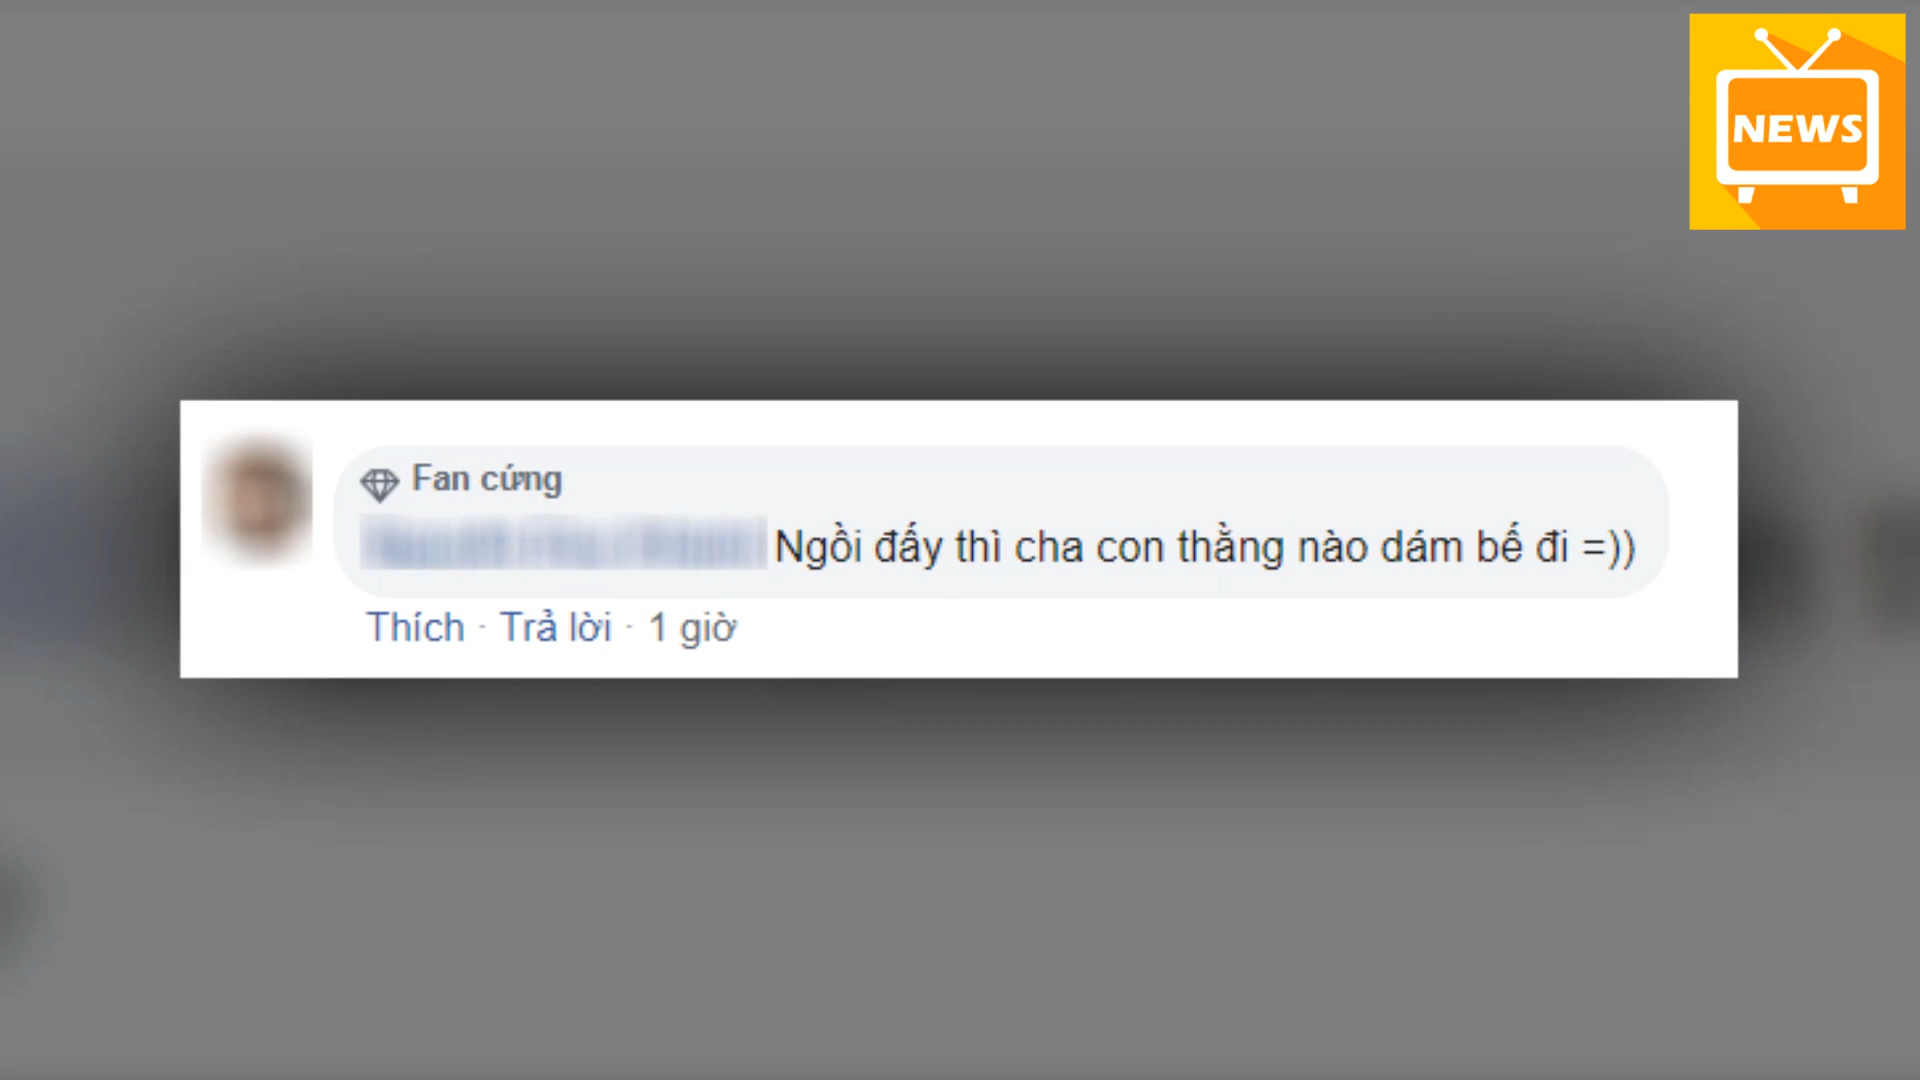 NEWS
Fan cứng
Ngồi đấy thì cha con thằng nào dám bế đi =))
Thích · Trả lời · 1 giờ